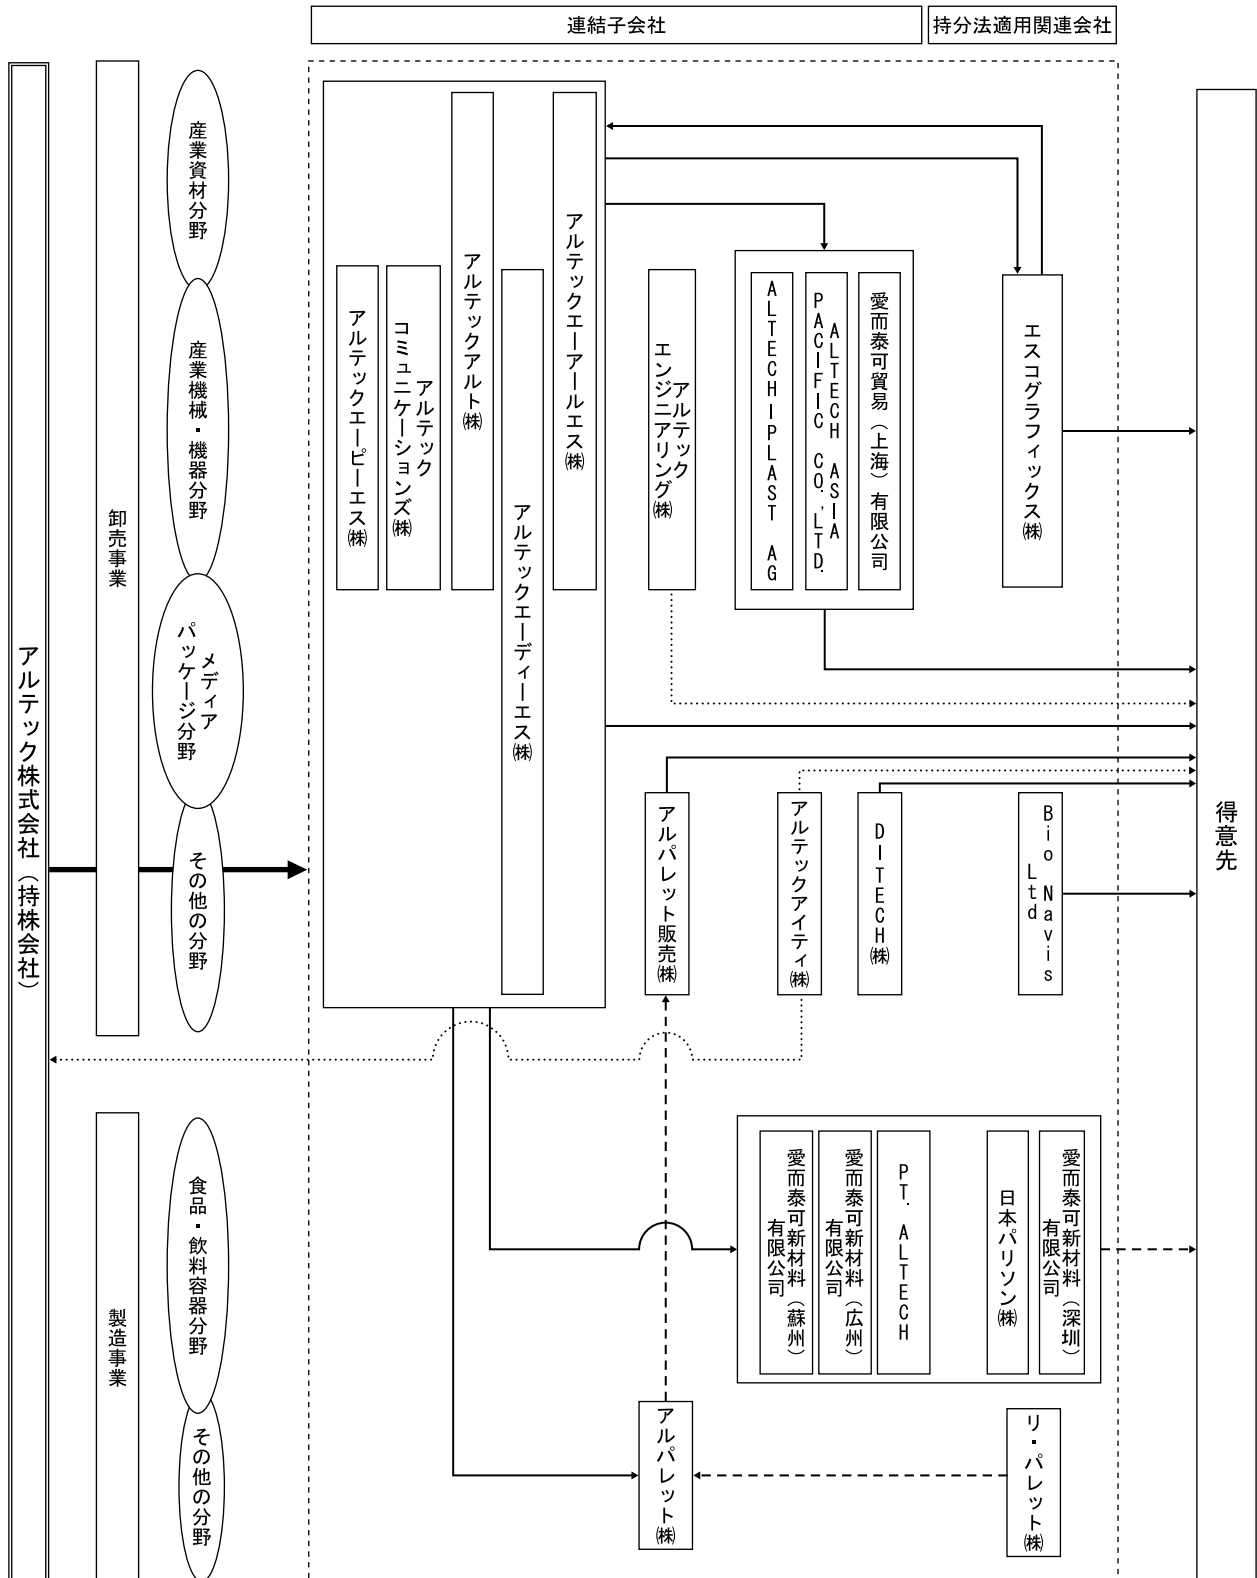 連結子会社
持分法適用関連会社
アルテック株式会社（持株会社）
卸売事業
産業資材分野
産業機械・機器分野
メディア
パッケージ分野
その他の分野
アルテックエーピーエス㈱
アルテック
コミュニケーションズ㈱
アルテックアルト㈱
アルテックエーディーエス㈱
アルテックエーアールエス㈱
アルテック
エンジニアリング㈱
ALTECHIPLAST AG
ALTECH ASIA
PACIFIC CO.,LTD.
愛而泰可貿易（上海）有限公司
エスコグラフィックス㈱
アルパレット販売㈱
アルテックアイティ㈱
DITECH㈱
Bio Navis
Ltd
得意先
製造事業
食品・飲料容器分野
その他の分野
愛而泰可新材料（蘇州）
有限公司
愛而泰可新材料（広州）
有限公司
PT. ALTECH
日本パリソン㈱
愛而泰可新材料（深圳）
有限公司
アルパレット㈱
リ・パレット㈱